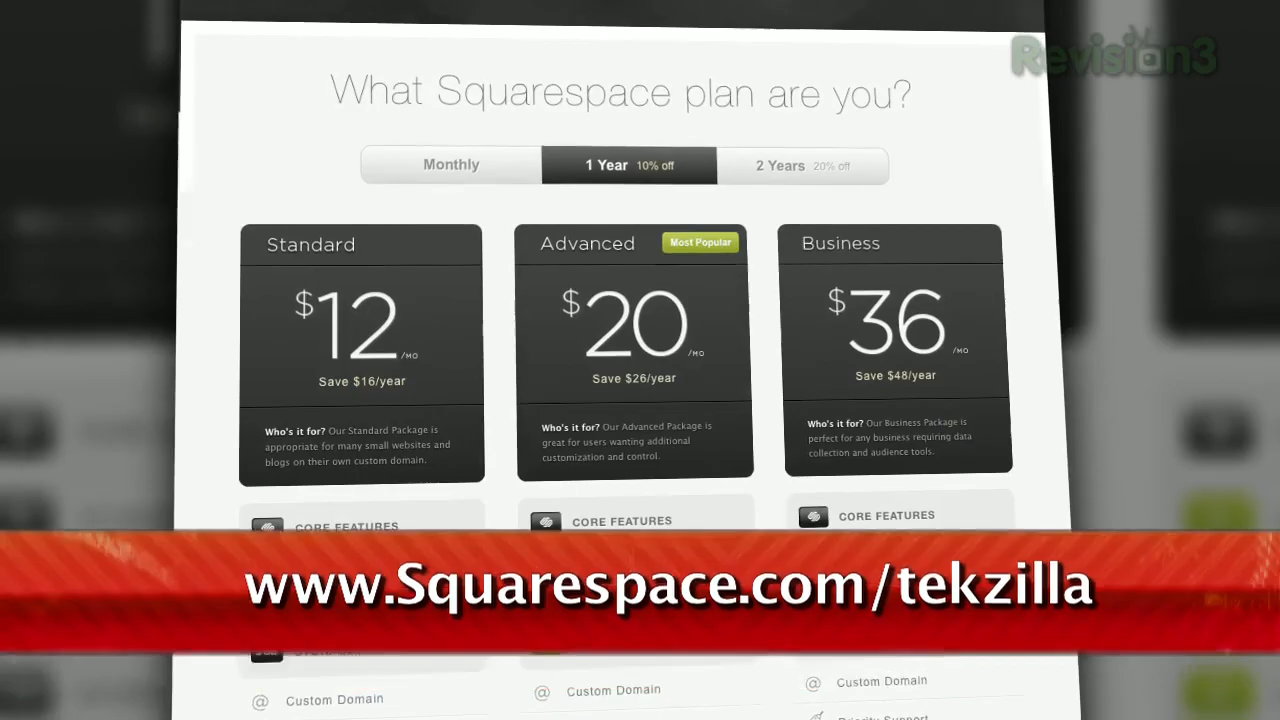 Revision3
What Squarespace plan are you?
Monthly
1 Year 10% off
2 Years 20% off
Standard
$12/MO
Save $16/year
Who's it for? Our Standard Package is
appropriate for many small websites and
blogs on their own custom domain.
Advanced
Most Popular
$20/MO
Save $26/year
Who's it for? Our Advanced Package is
great for users wanting additional
customization and control.
Business
$36/MO
Save $48/year
Who's it for? Our Business Package is
perfect for any business requiring data
collection and audience tools.
CORE FEATURES
CORE FEATURES
CORE FEATURES
www.Squarespace.com/tekzilla
@ Custom Domain
@ Custom Domain
@ Custom Domain
Priority Support